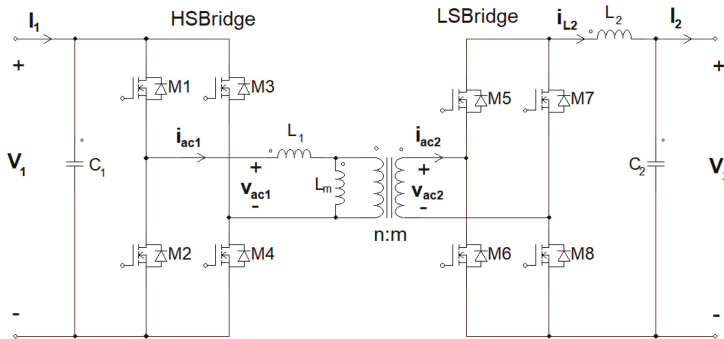 I1 HSBridge LSBridge iL2 L2 I2
+ M1 M3 M5 M7 +
iac1 L1 iac2
V1 C1 + vac1 - Lm + vac2 - C2 V2
n:m
M2 M4 M6 M8
- -